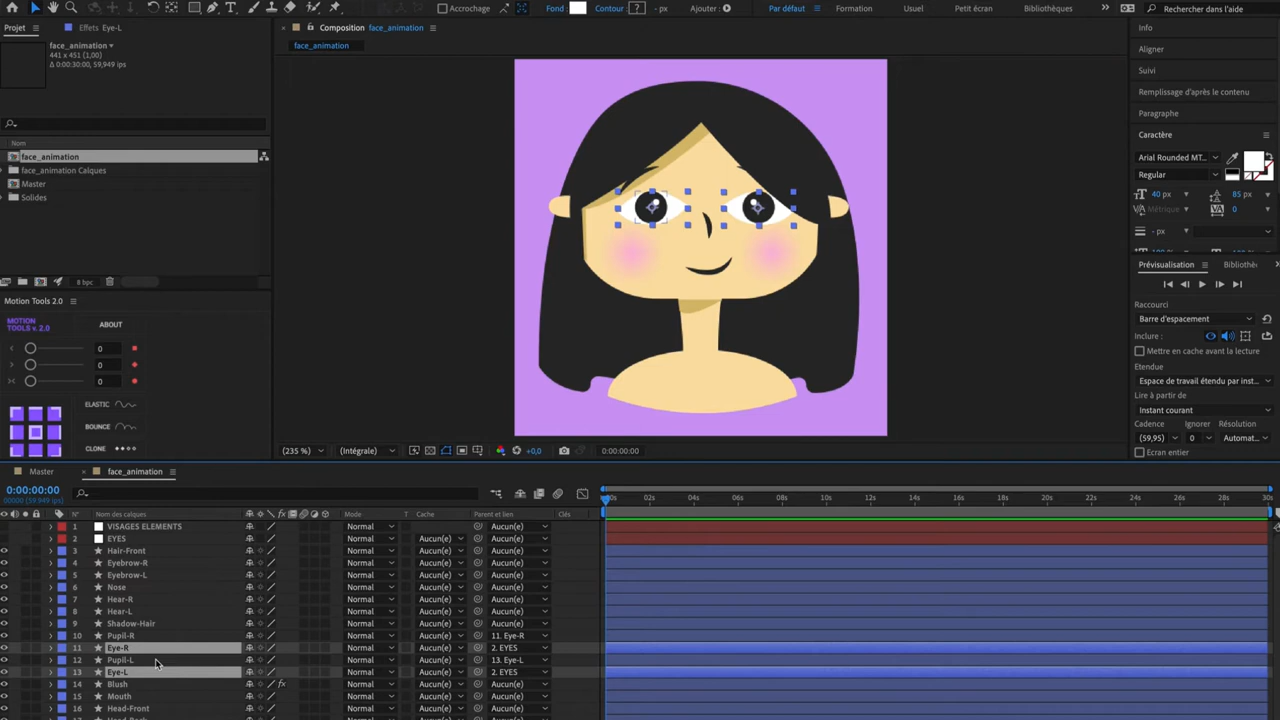 Accrochage Fond : Contour : ? - px Ajouter : Par défaut Formation Usuel Petit écran Bibliothèques Rechercher dans l'aide
Projet Effets Eye-L
face_animation
441 x 451 (1,00)
Δ 0:00:30:00, 59,949 ips
Nom
face_animation
face_animation Calques
Master
Solides
8 bpc
Motion Tools 2.0
MOTION
TOOLS v. 2.0
ABOUT
0
0
0
ELASTIC
BOUNCE
CLONE
Composition face_animation
face_animation
(235 %) (Intégrale) +0,0 0:00:00:00
Info
Aligner
Suivi
Remplissage d'après le contenu
Paragraphe
Caractère
Arial Rounded MT...
Regular
40 px 85 px
Métrique 0
- px
Prévisualisation Bibliothè
Raccourci
Barre d'espacement
Inclure :
Mettre en cache avant la lecture
Etendue
Espace de travail étendu par inst...
Lire à partir de
Instant courant
Cadence Ignorer Résolution
(59,95) 0 Automat...
Ecran entier
Master face_animation
0:00:00:00
00000 (59.949 ips)
N° Nom des calques fx Mode T Cache Parent et lien Clés
:00s 02s 04s 06s 08s 10s 12s 14s 16s 18s 20s 22s 24s 26s 28s 30s
1 VISAGES ELEMENTS Normal Aucun(e)
2 EYES Normal Aucun(e) Aucun(e)
3 Hair-Front Normal Aucun(e) Aucun(e)
4 Eyebrow-R Normal Aucun(e) Aucun(e)
5 Eyebrow-L Normal Aucun(e) Aucun(e)
6 Nose Normal Aucun(e) Aucun(e)
7 Hear-R Normal Aucun(e) Aucun(e)
8 Hear-L Normal Aucun(e) Aucun(e)
9 Shadow-Hair Normal Aucun(e) Aucun(e)
10 Pupil-R Normal Aucun(e) 11. Eye-R
11 Eye-R Normal Aucun(e) 2. EYES
12 Pupil-L Normal Aucun(e) 13. Eye-L
13 Eye-L Normal Aucun(e) 2. EYES
14 Blush fx Normal Aucun(e) Aucun(e)
15 Mouth Normal Aucun(e) Aucun(e)
16 Head-Front Normal Aucun(e) Aucun(e)